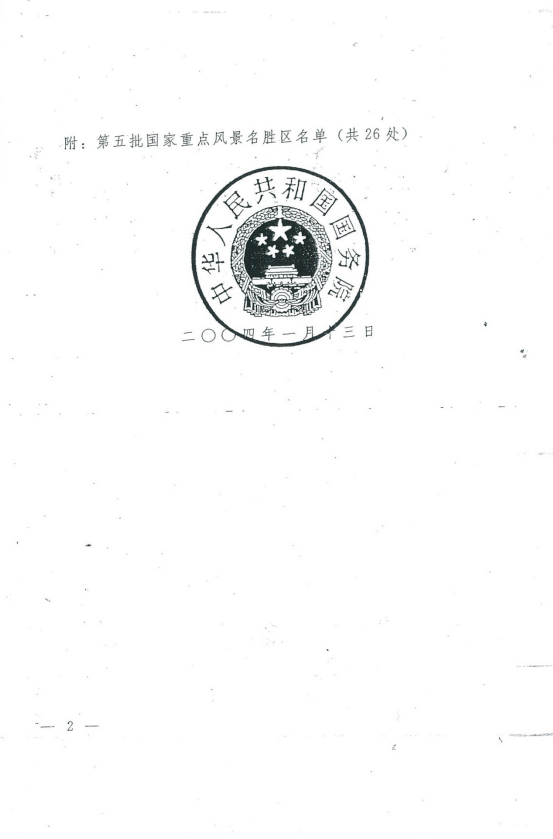 附：第五批国家重点风景名胜区名单（共26处）
中华人民共和国国务院
二〇〇四年一月十三日
— 2 —